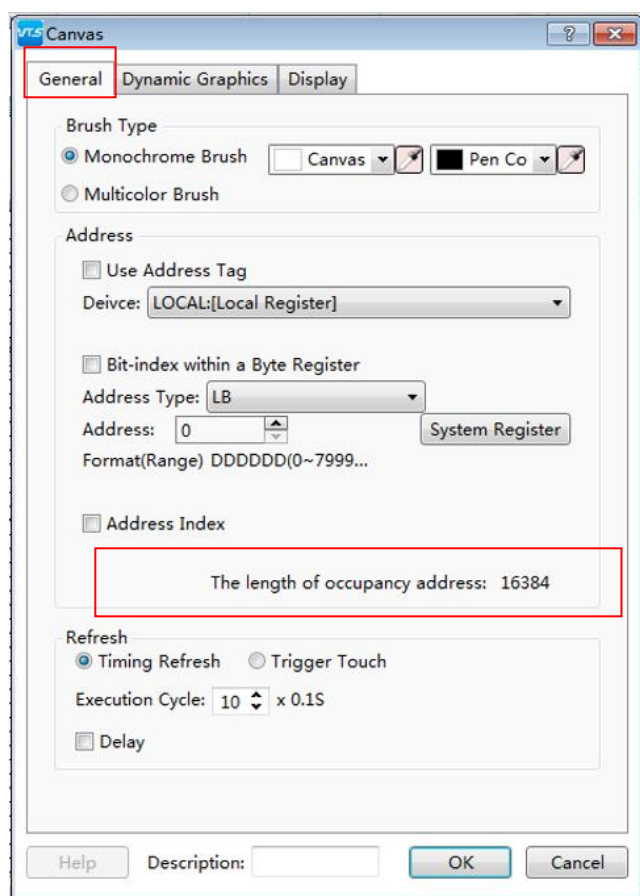 VTS Canvas
General Dynamic Graphics Display
Brush Type
Monochrome Brush Canvas Pen Co
Multicolor Brush
Address
Use Address Tag
Deivce: LOCAL:[Local Register]
Bit-index within a Byte Register
Address Type: LB
Address: 0 System Register
Format(Range) DDDDDD(0~7999...
Address Index
The length of occupancy address: 16384
Refresh
Timing Refresh Trigger Touch
Execution Cycle: 10 x 0.1S
Delay
Help Description: OK Cancel